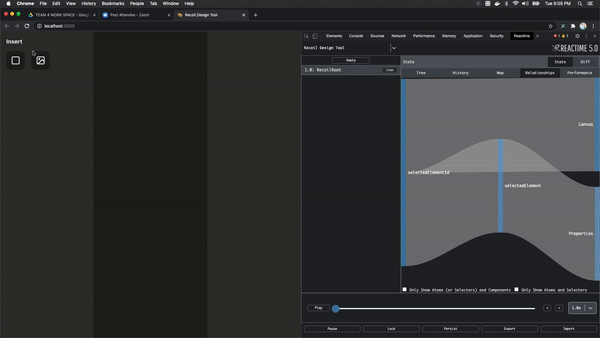 Chrome File Edit View History Bookmarks People Tab Window Help
Tue 5:05 PM
TEAM 4 WORK SPACE - Goog
Post Attendee - Zoom
Recoil Design Tool
localhost:3000
Insert
Elements Console Sources Network Performance Memory Application Security Lighthouse Reactime
Recoil Design Tool
REACTIME 5.0
Empty
State
State Diff
1.0: RecoilRoot
Jump
Tree History Map Relationships Performance
Canvas
selectedElementId
selectedElement
Properties
Only Show Atoms (or Selectors) and Components
Only Show Atoms and Selectors
Play
1.0x
Pause Lock Persist Export Import